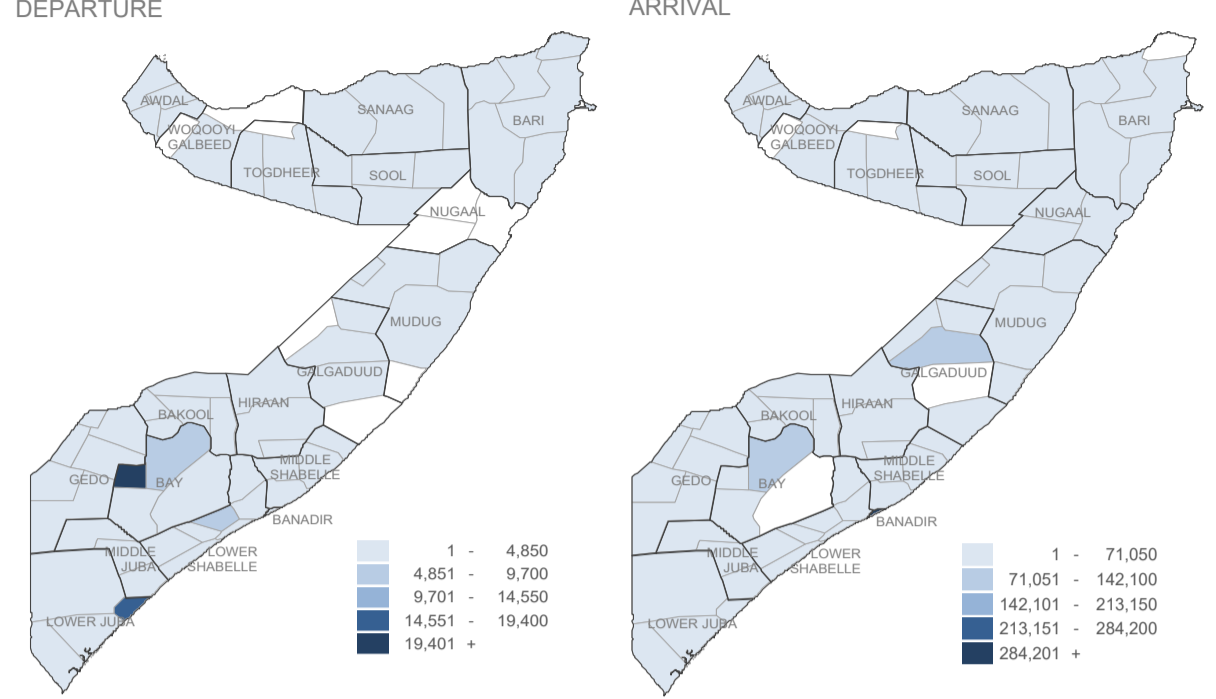 DEPARTURE
AWDAL
WOQOOYI
GALBEED
SANAAG
BARI
TOGDHEER
SOOL
NUGAAL
MUDUG
GALGADUUD
HIRAAN
BAKOOL
GEDO
BAY
MIDDLE
SHABELLE
BANADIR
MIDDLE
JUBA
LOWER
SHABELLE
LOWER JUBA
1 - 4,850
4,851 - 9,700
9,701 - 14,550
14,551 - 19,400
19,401 +
ARRIVAL
AWDAL
WOQOOYI
GALBEED
SANAAG
BARI
TOGDHEER
SOOL
NUGAAL
MUDUG
GALGADUUD
HIRAAN
BAKOOL
GEDO
BAY
MIDDLE
SHABELLE
BANADIR
MIDDLE
JUBA
LOWER
SHABELLE
LOWER JUBA
1 - 71,050
71,051 - 142,100
142,101 - 213,150
213,151 - 284,200
284,201 +